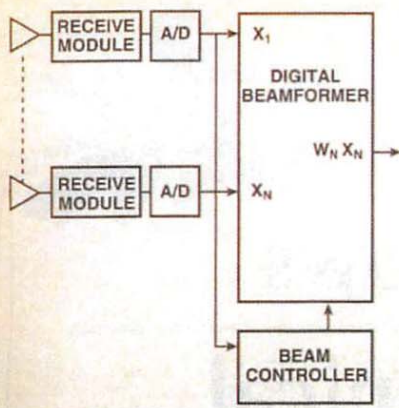 RECEIVE
MODULE
A/D
X1
DIGITAL
BEAMFORMER
WN XN
RECEIVE
MODULE
A/D
XN
BEAM
CONTROLLER